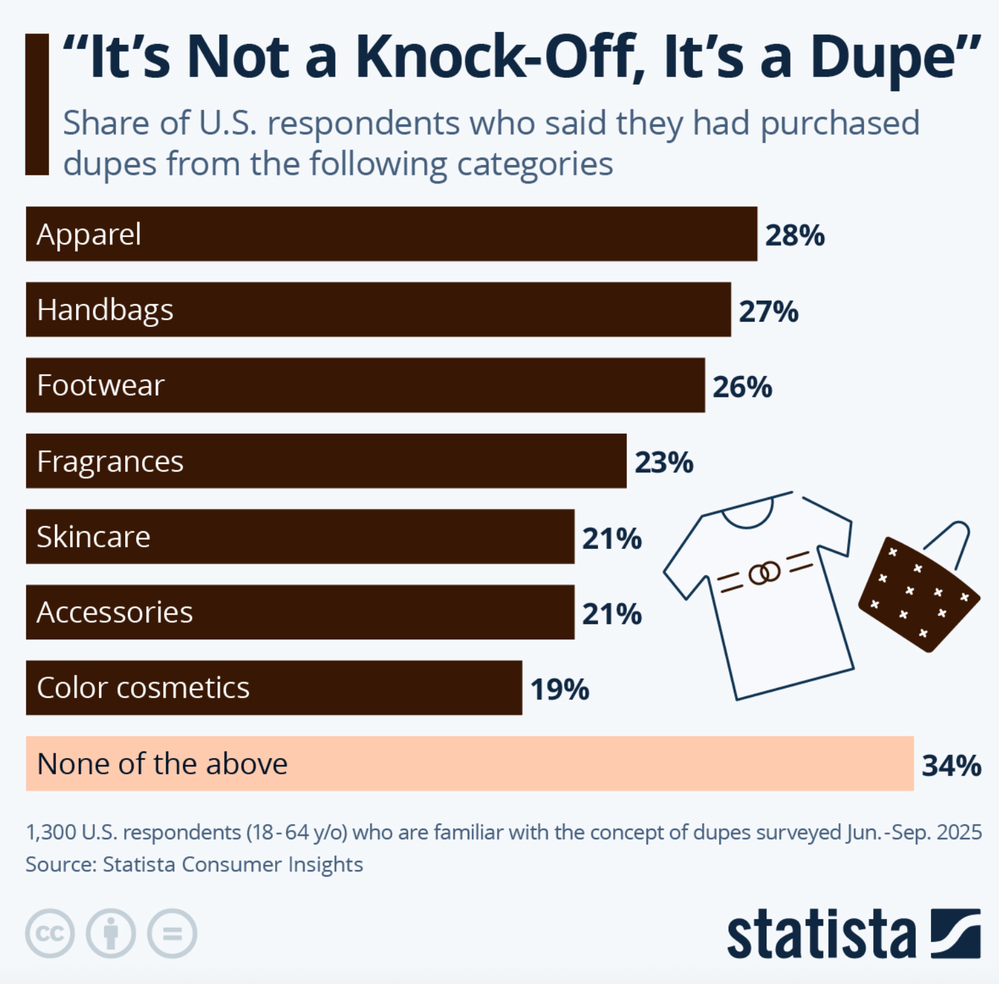 “It’s Not a Knock-Off, It’s a Dupe”
Share of U.S. respondents who said they had purchased
dupes from the following categories
Apparel 28%
Handbags 27%
Footwear 26%
Fragrances 23%
Skincare 21%
Accessories 21%
Color cosmetics 19%
None of the above 34%
1,300 U.S. respondents (18-64 y/o) who are familiar with the concept of dupes surveyed Jun.-Sep. 2025
Source: Statista Consumer Insights
cc
statista